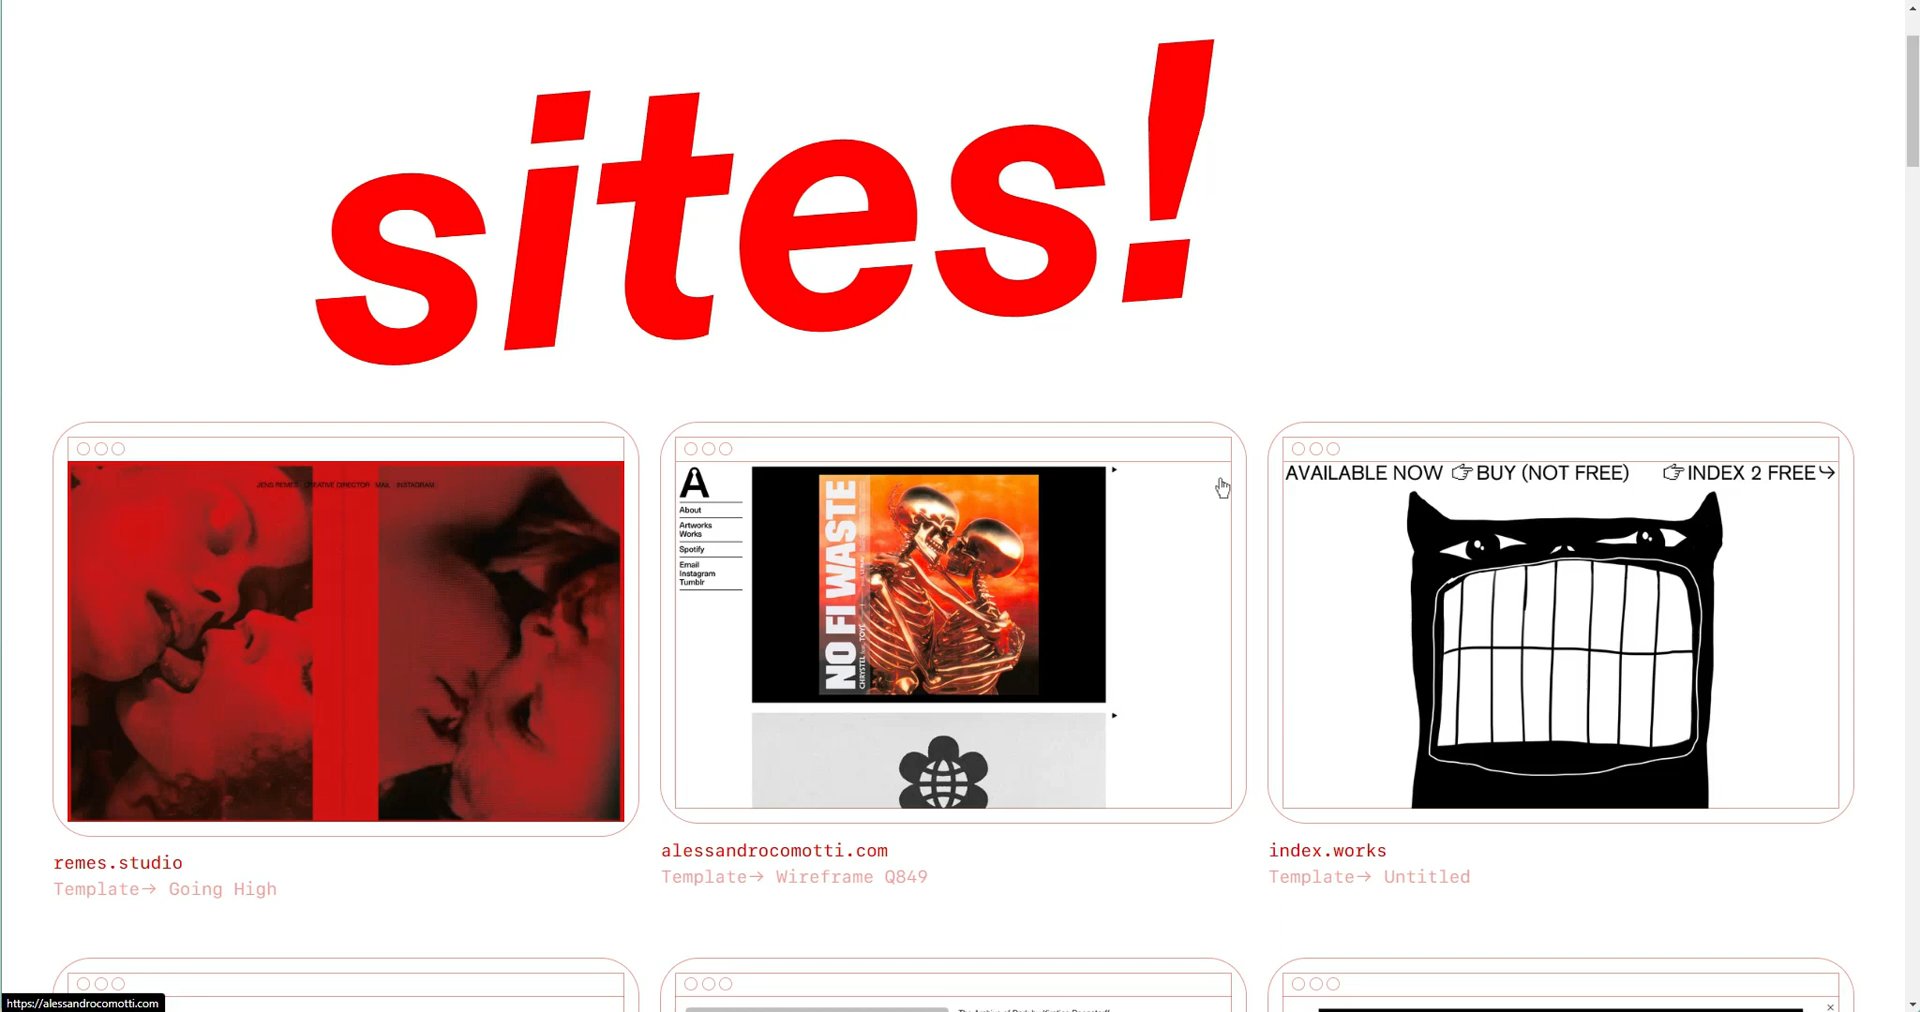 sites!
JENS REMES CREATIVE DIRECTOR MAIL INSTAGRAM
A
About
Artworks
Works
Spotify
Email
Instagram
Tumblr
NO FI WASTE
AVAILABLE NOW ☞BUY (NOT FREE) ☞INDEX 2 FREE↪
remes.studio
Template→ Going High
alessandrocomotti.com
Template→ Wireframe Q849
index.works
Template→ Untitled
https://alessandrocomotti.com